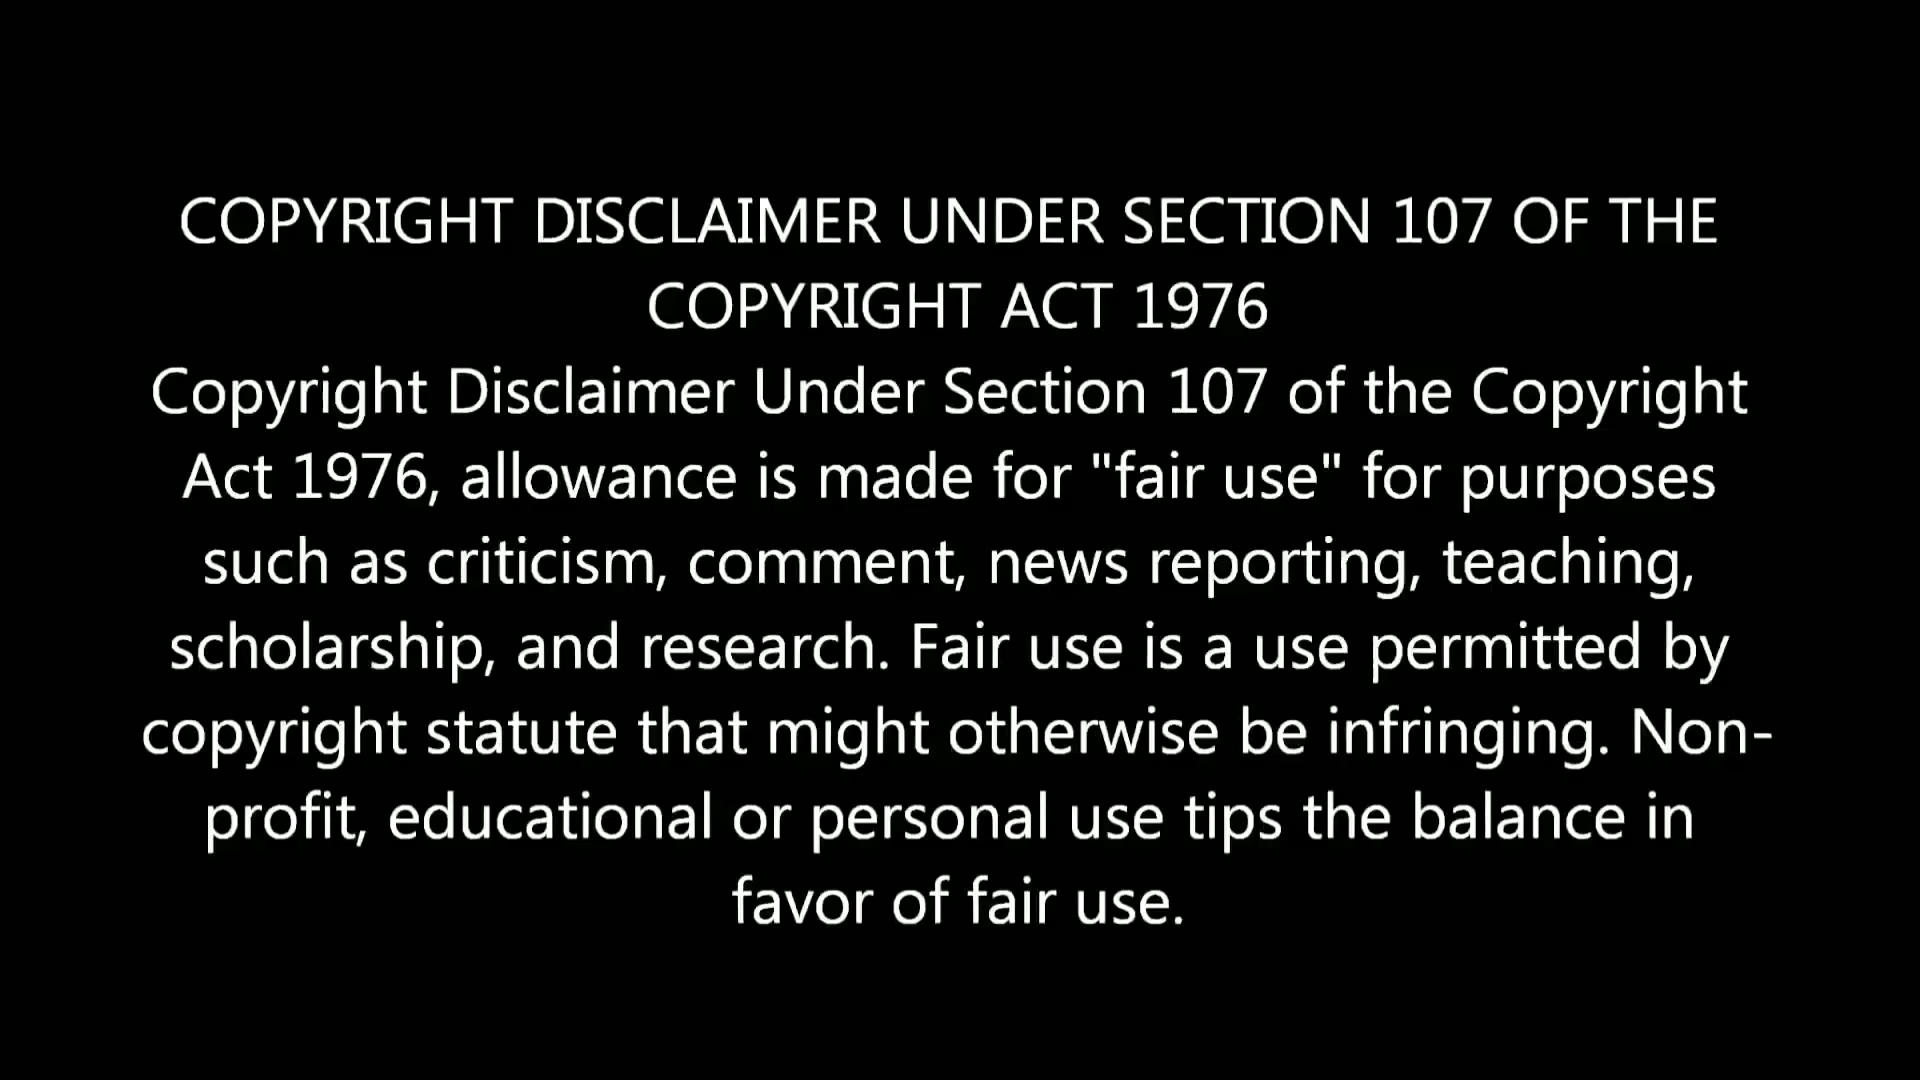 COPYRIGHT DISCLAIMER UNDER SECTION 107 OF THE
COPYRIGHT ACT 1976
Copyright Disclaimer Under Section 107 of the Copyright
Act 1976, allowance is made for "fair use" for purposes
such as criticism, comment, news reporting, teaching,
scholarship, and research. Fair use is a use permitted by
copyright statute that might otherwise be infringing. Non-
profit, educational or personal use tips the balance in
favor of fair use.